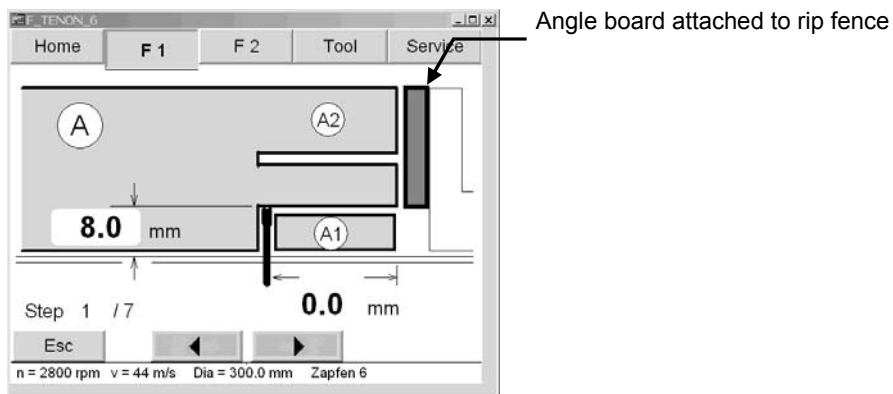 F_TENON_6
Angle board attached to rip fence
Home F 1 F 2 Tool Service
A
A2
8.0 mm
A1
Step 1 / 7
0.0 mm
Esc
n = 2800 rpm v = 44 m/s Dia = 300.0 mm Zapfen 6